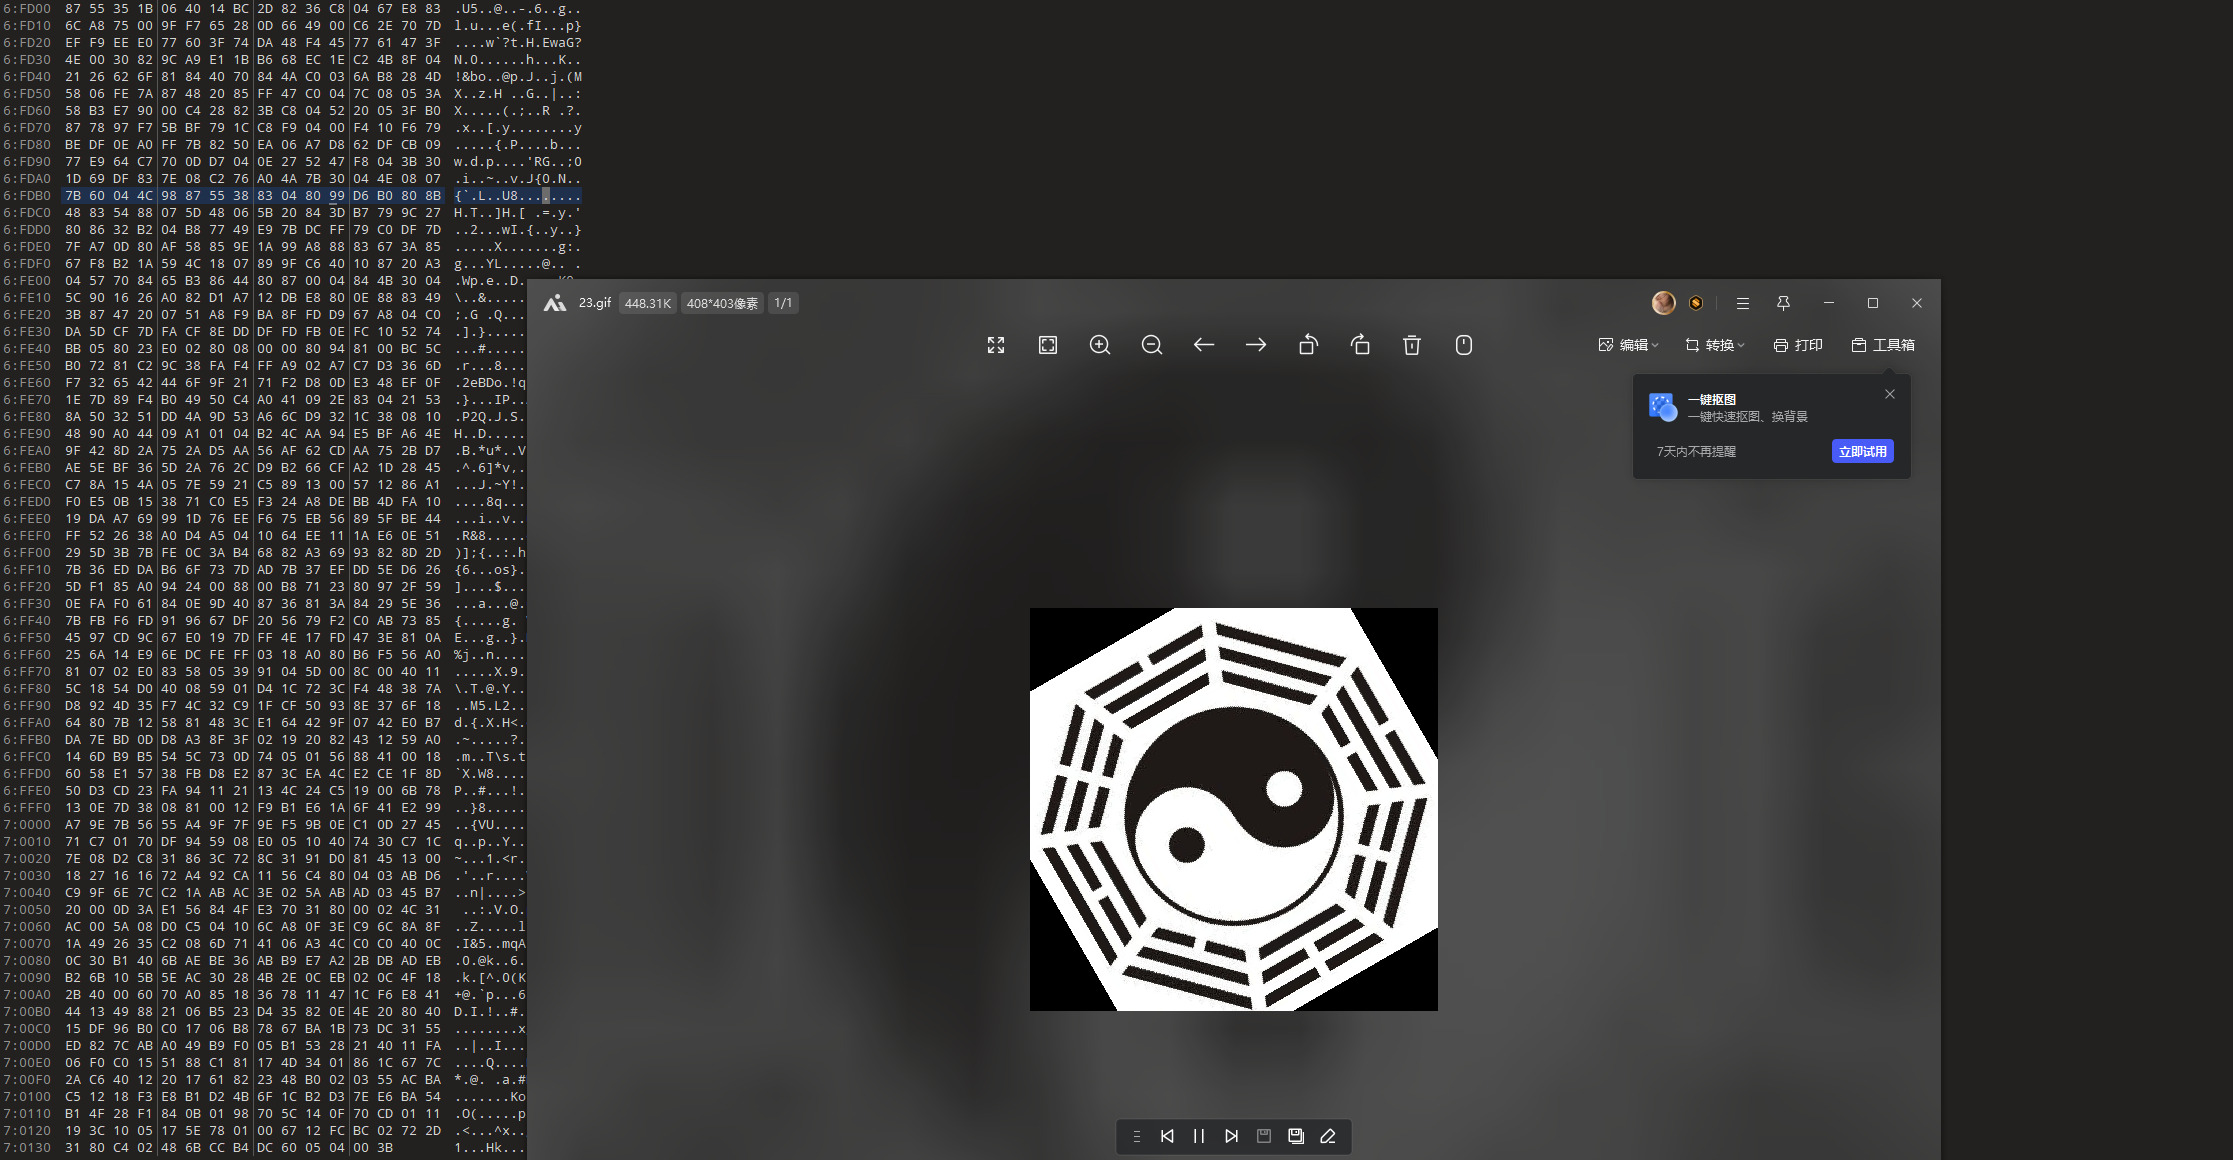 6:FD00 87 55 35 1B 06 40 14 BC 2D 82 36 C8 04 67 E8 83 .U5..@..-.6..g..
6:FD10 6C A8 75 00 9F F7 65 28 0D 66 49 00 C6 2E 70 7D l.u...e(.fI...p}
6:FD20 EF F9 EE E0 77 60 3F 74 DA 48 F4 45 77 61 47 3F ....w`?t.H.EwaG?
6:FD30 4E 00 30 82 9C A9 E1 1B B6 68 EC 1E C2 4B 8F 04 N.0......h...K..
6:FD40 21 26 62 6F 81 84 40 70 84 4A C0 03 6A B8 28 4D !&bo..@p.J..j.(M
6:FD50 58 06 FE 7A 87 48 20 85 FF 47 C0 04 7C 08 05 3A X..z.H ..G..|..:
6:FD60 58 B3 E7 90 00 C4 28 82 3B C8 04 52 20 05 3F B0 X.....(.;..R .?.
6:FD70 87 78 97 F7 5B BF 79 1C C8 F9 04 00 F4 10 F6 79 .x..[.y........y
6:FD80 BE DF 0E A0 FF 7B 82 50 EA 06 A7 D8 62 DF CB 09 .....{.P....b...
6:FD90 77 E9 64 C7 70 0D D7 04 0E 27 52 47 F8 04 3B 30 w.d.p....'RG..;0
6:FDA0 1D 69 DF 83 7E 08 C2 76 A0 4A 7B 30 04 4E 08 07 .i..~..v.J{0.N..
6:FDB0 7B 60 04 4C 98 87 55 38 83 04 80 99 D6 B0 80 8B {`.L..U8........
6:FDC0 48 83 54 88 07 5D 48 06 5B 20 84 3D B7 79 9C 27 H.T..]H.[ .=.y.'
6:FDD0 80 86 32 B2 04 B8 77 49 E9 7B DC FF 79 C0 DF 7D ..2...wI.{..y..}
6:FDE0 7F A7 0D 80 AF 58 85 9E 1A 99 A8 88 83 67 3A 85 .....X.......g:.
6:FDF0 67 F8 B2 1A 59 4C 18 07 89 9F C6 40 10 87 20 A3 g...YL.....@.. .
6:FE00 04 57 70 84 65 B3 86 44 80 87 00 04 84 4B 30 04 .Wp.e..D.....K0.
6:FE10 5C 90 16 26 A0 82 D1 A7 12 DB E8 80 0E 88 83 49 \..&.....
6:FE20 3B 87 47 20 07 51 A8 F9 BA 8F FD D9 67 A8 04 C0 ;.G .Q...
6:FE30 DA 5D CF 7D FA CF 8E DD DF FD FB 0E FC 10 52 74 .].}.....
6:FE40 BB 05 80 23 E0 02 80 08 00 00 80 94 81 00 BC 5C ...#.....
6:FE50 B0 72 81 C2 9C 38 FA F4 FF A9 02 A7 C7 D3 36 6D .r...8...
6:FE60 F7 32 65 42 44 6F 9F 21 71 F2 D8 0D E3 48 EF 0F .2eBDo.!q
6:FE70 1E 7D 89 F4 B0 49 50 C4 A0 41 09 2E 83 04 21 53 .}...IP..
6:FE80 8A 50 32 51 DD 4A 9D 53 A6 6C D9 32 1C 38 08 10 .P2Q.J.S.
6:FE90 48 90 A0 44 09 A1 01 04 B2 4C AA 94 E5 BF A6 4E H..D.....
6:FEA0 9F 42 8D 2A 75 2A D5 AA 56 AF 62 CD AA 75 2B D7 .B.*u*..V
6:FEB0 AE 5E BF 36 5D 2A 76 2C D9 B2 66 CF A2 1D 28 45 .^.6]*v,.
6:FEC0 C7 8A 15 4A 05 7E 59 21 C5 89 13 00 57 12 86 A1 ...J.~Y!.
6:FED0 F0 E5 0B 15 38 71 C0 E5 F3 24 A8 DE BB 4D FA 10 ....8q...
6:FEE0 19 DA A7 69 99 1D 76 EE F6 75 EB 56 89 5F BE 44 ...i..v..
6:FEF0 FF 52 26 38 A0 D4 A5 04 10 64 EE 11 1A E6 0E 51 .R&8.....
6:FF00 29 5D 3B 7B FE 0C 3A B4 68 82 A3 69 93 82 8D 2D )];{..:.h
6:FF10 7B 36 ED DA B6 6F 73 7D AD 7B 37 EF DD 5E D6 26 {6...os}.
6:FF20 5D F1 85 A0 94 24 00 88 00 B8 71 23 80 97 2F 59 ]....$...
6:FF30 0E FA F0 61 84 0E 9D 40 87 36 81 3A 84 29 5E 36 ...a...@.
6:FF40 7B FB F6 FD 91 96 67 DF 20 56 79 F2 C0 AB 73 85 {.....g.
6:FF50 45 97 CD 9C 67 E0 19 7D FF 4E 17 FD 47 3E 81 0A E...g..}.
6:FF60 25 6A 14 E9 6E DC FE FF 03 18 A0 80 B6 F5 56 A0 %j..n....
6:FF70 81 07 02 E0 83 58 05 39 91 04 5D 00 8C 00 40 11 .....X.9.
6:FF80 5C 18 54 D0 40 08 59 01 D4 1C 72 3C F4 48 38 7A \.T.@.Y..
6:FF90 D8 92 4D 35 F7 4C 32 C9 1F CF 50 93 8E 37 6F 18 ..M5.L2..
6:FFA0 64 80 7B 12 58 81 48 3C E1 64 42 9F 07 42 E0 B7 d.{.X.H<.
6:FFB0 DA 7E BD 0D D8 A3 8F 3F 02 19 20 82 43 12 59 A0 .~.....?.
6:FFC0 14 6D B9 B5 54 5C 73 0D 74 05 01 56 88 41 00 18 .m..T\s.t
6:FFD0 60 58 E1 57 38 FB D8 E2 87 3C EA 4C E2 CE 1F 8D `X.W8....
6:FFE0 50 D3 CD 23 FA 94 11 21 13 4C 24 C5 19 00 6B 78 P..#...!.
6:FFF0 13 0E 7D 38 08 81 00 12 F9 B1 E6 1A 6F 41 E2 99 ..}8.....
7:0000 A7 9E 7B 56 55 A4 9F 7F 9E F5 9B 0E C1 0D 27 45 ..{VU....
7:0010 71 C7 01 70 DF 94 59 08 E0 05 10 40 74 30 C7 1C q..p..Y..
7:0020 7E 08 D2 C8 31 86 3C 72 8C 31 91 D0 81 45 13 00 ~...1.<r.
7:0030 18 27 16 16 72 A4 92 CA 11 56 C4 80 04 03 AB D6 .'..r....
7:0040 C9 9F 6E 7C C2 1A AB AC 3E 02 5A AB AD 03 45 B7 ..n|....>
7:0050 20 00 0D 3A E1 56 84 4F E3 70 31 80 00 02 4C 31  ..:.V.O.
7:0060 AC 00 5A 08 D0 C5 04 10 6C A8 0F 3E C9 6C 8A 8F ..Z.....l
7:0070 1A 49 26 35 C2 08 6D 71 41 06 A3 4C C0 C0 40 0C .I&5..mqA
7:0080 0C 30 B1 40 6B AE BE 36 AB B9 E7 A2 2B DB AD EB .0.@k..6.
7:0090 B2 6B 10 5B 5E AC 30 28 4B 2E 0C EB 02 0C 4F 18 .k.[^.0(K
7:00A0 2B 40 00 60 70 A0 85 18 36 78 11 47 1C F6 E8 41 +@.`p...6
7:00B0 44 13 49 88 21 06 B5 23 D4 35 82 0E 4E 20 80 40 D.I.!..#.
7:00C0 15 DF 96 B0 C0 17 06 B8 78 67 BA 1B 73 DC 31 55 ........x
7:00D0 ED 82 7C AB A0 49 B9 F0 05 B1 53 28 21 40 11 FA ..|..I...
7:00E0 06 F0 C0 15 51 88 C1 81 17 4D 34 01 86 1C 67 7C ....Q....
7:00F0 2A C6 40 12 20 17 61 82 23 48 B0 02 03 55 AC BA *.@. .a.#
7:0100 C5 12 18 F3 E8 B1 D2 4B 6F 1C B2 D3 7E E6 BA 54 .......Ko
7:0110 B1 4F 28 F1 84 0B 01 98 70 5C 14 0F 70 CD 01 11 .O(.....p
7:0120 19 3C 10 05 17 5E 78 01 00 67 12 FC BC 02 72 2D .<...^x..
7:0130 31 80 C4 02 48 6B CC B4 DC 60 05 04 00 3B 1...Hk...
23.gif 448.31K 408*403像素 1/1
编辑 转换 打印 工具箱
一键抠图
一键快速抠图、换背景
7天内不再提醒 立即试用